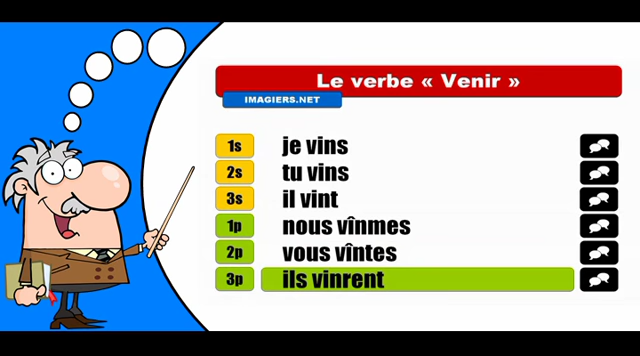 Le verbe « Venir »
IMAGIERS.NET
1s je vins
2s tu vins
3s il vint
1p nous vînmes
2p vous vîntes
3p ils vinrent